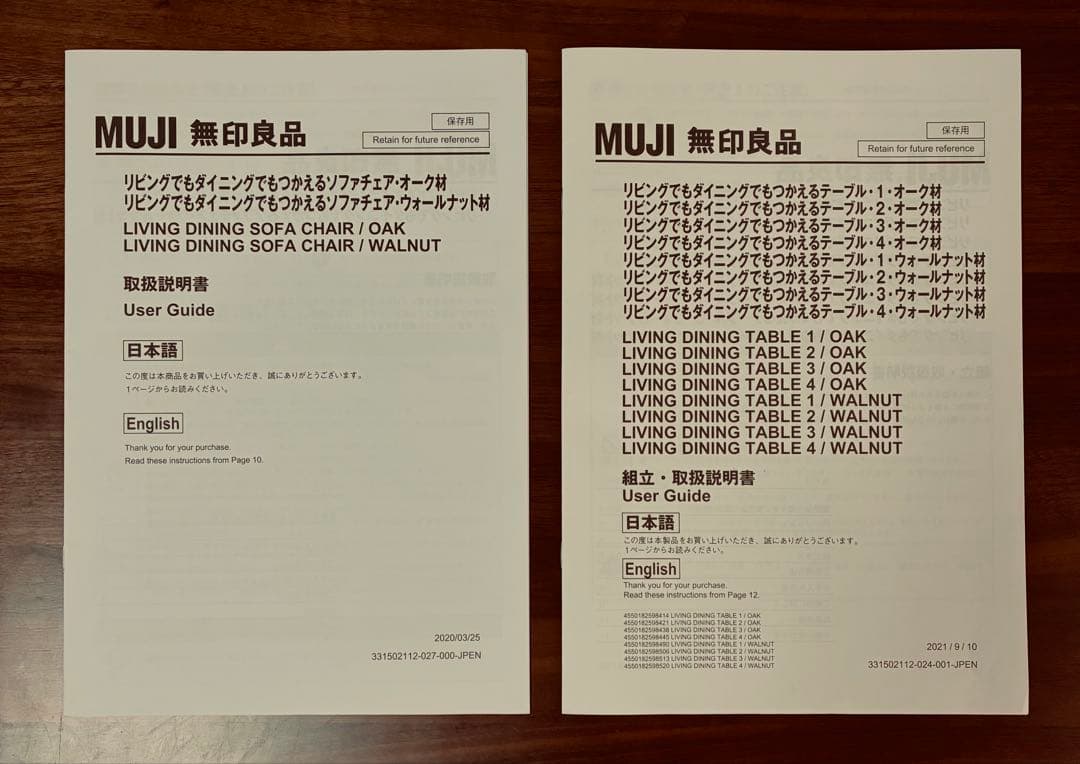 MUJI 無印良品
保存用
Retain for future reference
リビングでもダイニングでもつかえるソファチェア・オーク材
リビングでもダイニングでもつかえるソファチェア・ウォールナット材
LIVING DINING SOFA CHAIR / OAK
LIVING DINING SOFA CHAIR / WALNUT
取扱説明書
User Guide
日本語
この度は本商品をお買い上げいただき、誠にありがとうございます。
1ページからお読みください。
English
Thank you for your purchase.
Read these instructions from Page 10.
2020/03/25
331502112-027-000-JPEN
MUJI 無印良品
保存用
Retain for future reference
リビングでもダイニングでもつかえるテーブル・1・オーク材
リビングでもダイニングでもつかえるテーブル・2・オーク材
リビングでもダイニングでもつかえるテーブル・3・オーク材
リビングでもダイニングでもつかえるテーブル・4・オーク材
リビングでもダイニングでもつかえるテーブル・1・ウォールナット材
リビングでもダイニングでもつかえるテーブル・2・ウォールナット材
リビングでもダイニングでもつかえるテーブル・3・ウォールナット材
リビングでもダイニングでもつかえるテーブル・4・ウォールナット材
LIVING DINING TABLE 1 / OAK
LIVING DINING TABLE 2 / OAK
LIVING DINING TABLE 3 / OAK
LIVING DINING TABLE 4 / OAK
LIVING DINING TABLE 1 / WALNUT
LIVING DINING TABLE 2 / WALNUT
LIVING DINING TABLE 3 / WALNUT
LIVING DINING TABLE 4 / WALNUT
組立・取扱説明書
User Guide
日本語
この度は本製品をお買い上げいただき、誠にありがとうございます。
1ページからお読みください。
English
Thank you for your purchase.
Read these instructions from Page 12.
4550182598414 LIVING DINING TABLE 1 / OAK
4550182598421 LIVING DINING TABLE 2 / OAK
4550182598438 LIVING DINING TABLE 3 / OAK
4550182598445 LIVING DINING TABLE 4 / OAK
4550182598490 LIVING DINING TABLE 1 / WALNUT
4550182598506 LIVING DINING TABLE 2 / WALNUT
4550182598513 LIVING DINING TABLE 3 / WALNUT
4550182598520 LIVING DINING TABLE 4 / WALNUT
2021 / 9 / 10
331502112-024-001-JPEN